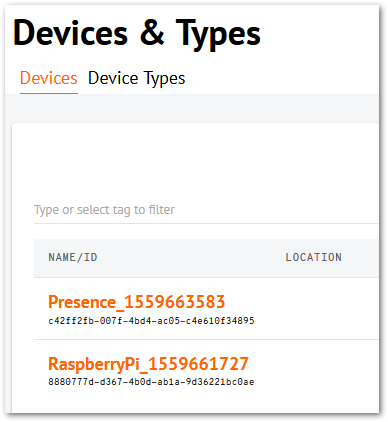 Devices & Types
Devices Device Types
Type or select tag to filter
NAME/ID LOCATION
Presence_1559663583
c42ff2fb-007f-4bd4-ac05-c4e610f34895
RaspberryPi_1559661727
8880777d-d367-4b0d-ab1a-9d36221bc0ae